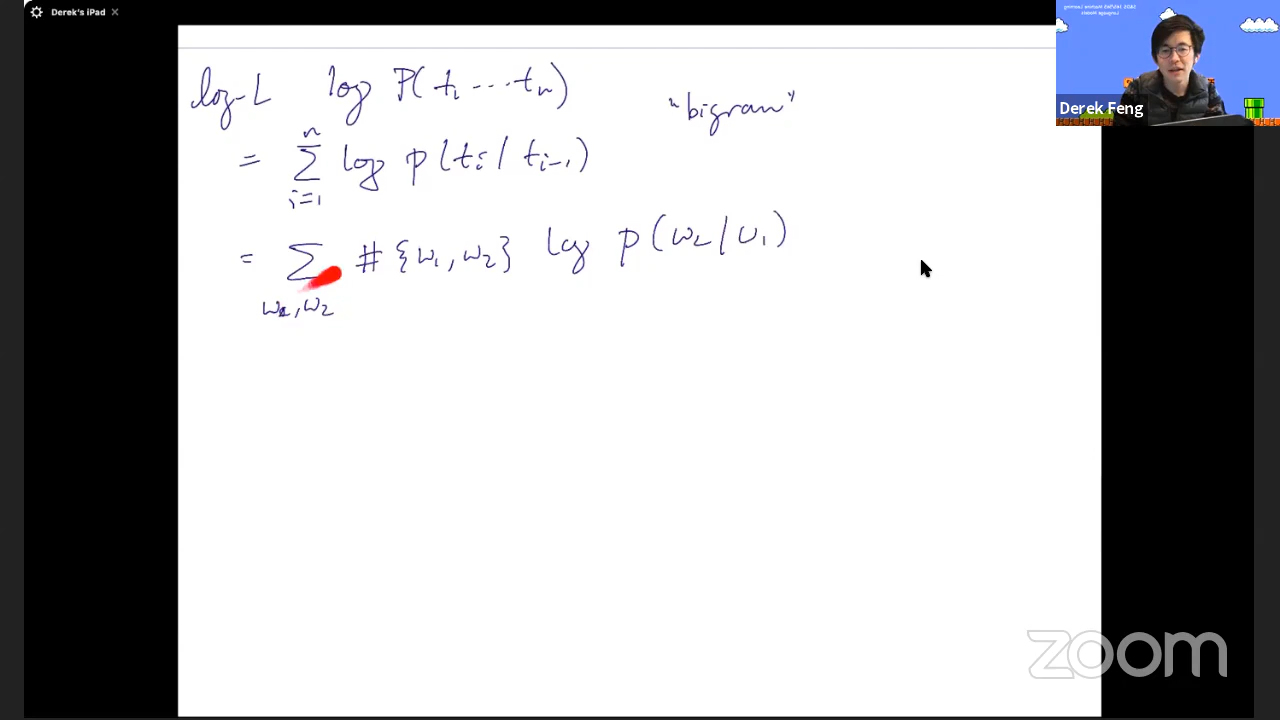 Derek's iPad
log-L log P(t₁ ... tₙ)
"bigram"
= Σ_{i=1}^{n} log p(tᵢ | tᵢ₋₁)
= Σ_{w₁,w₂} # {w₁, w₂} log p(w₂ | w₁)
Derek Feng
zoom